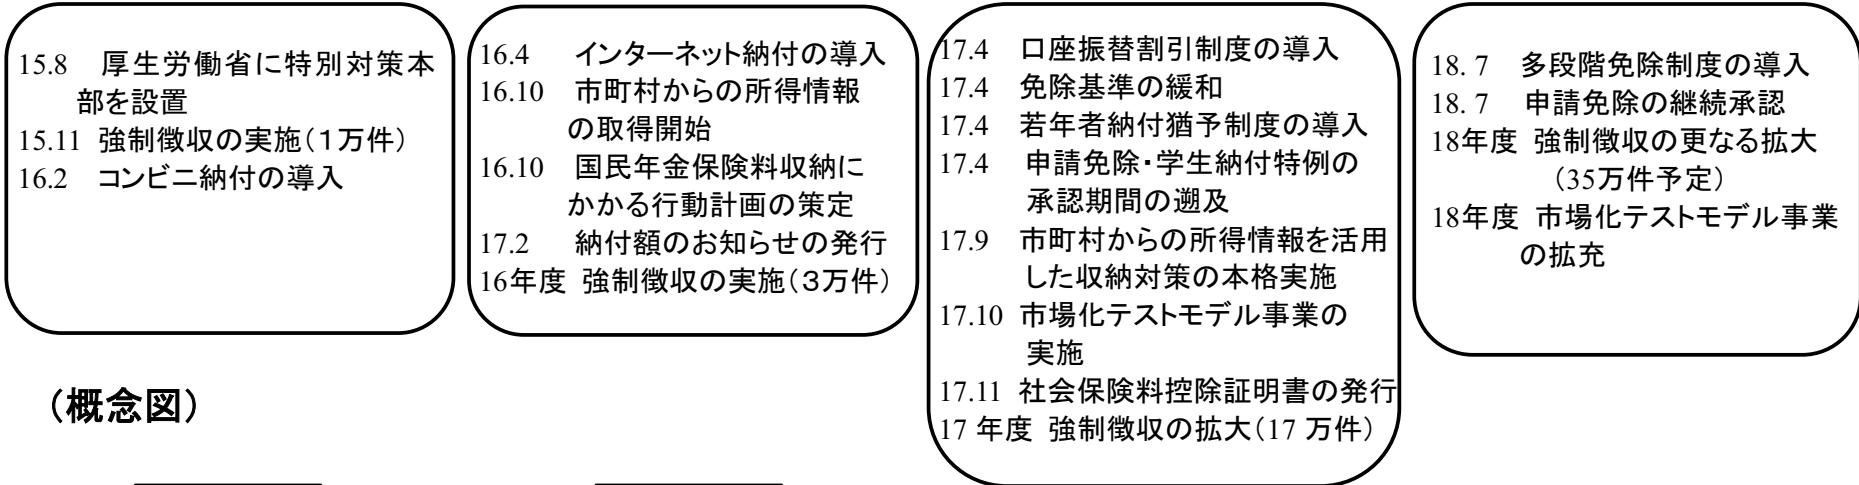 15.8 厚生労働省に特別対策本
部を設置
15.11 強制徴収の実施(1万件)
16.2 コンビニ納付の導入
16.4 インターネット納付の導入
16.10 市町村からの所得情報
の取得開始
16.10 国民年金保険料収納に
かかる行動計画の策定
17.2 納付額のお知らせの発行
16年度 強制徴収の実施(3万件)
17.4 口座振替割引制度の導入
17.4 免除基準の緩和
17.4 若年者納付猶予制度の導入
17.4 申請免除・学生納付特例の
承認期間の遡及
17.9 市町村からの所得情報を活用
した収納対策の本格実施
17.10 市場化テストモデル事業の
実施
17.11 社会保険料控除証明書の発行
17 年度 強制徴収の拡大(17 万件)
18. 7 多段階免除制度の導入
18. 7 申請免除の継続承認
18年度 強制徴収の更なる拡大
(35万件予定)
18年度 市場化テストモデル事業
の拡充
(概念図)